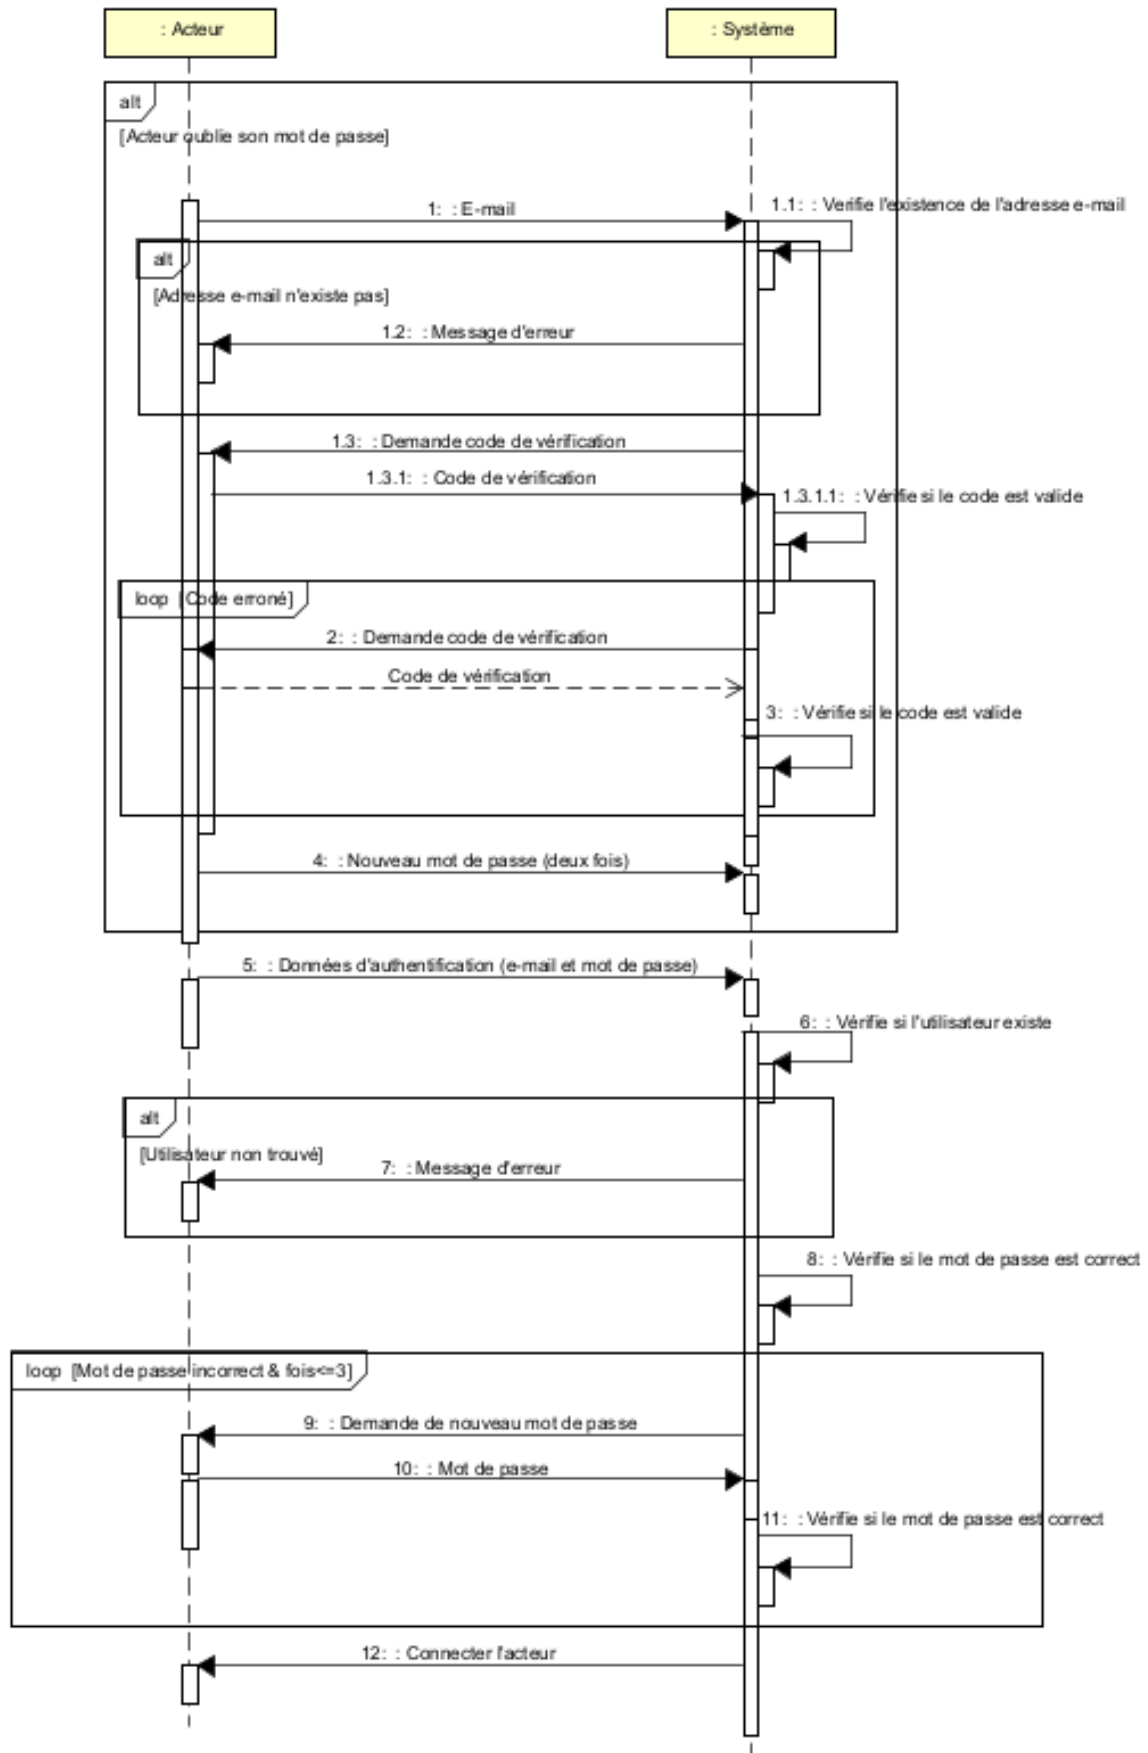 : Acteur
: Système
alt
[Acteur oublie son mot de passe]
1: : E-mail
1.1: : Verifie l'existence de l'adresse e-mail
alt
[Adresse e-mail n'existe pas]
1.2: : Message d'erreur
1.3: : Demande code de vérification
1.3.1: : Code de vérification
1.3.1.1: : Vérifie si le code est valide
loop [Code erroné]
2: : Demande code de vérification
Code de vérification
3: : Vérifie si le code est valide
4: : Nouveau mot de passe (deux fois)
5: : Données d'authentification (e-mail et mot de passe)
6: : Vérifie si l'utilisateur existe
alt
[Utilisateur non trouvé]
7: : Message d'erreur
8: : Vérifie si le mot de passe est correct
loop [Mot de passe incorrect & fois<=3]
9: : Demande de nouveau mot de passe
10: : Mot de passe
11: : Vérifie si le mot de passe est correct
12: : Connecter l'acteur